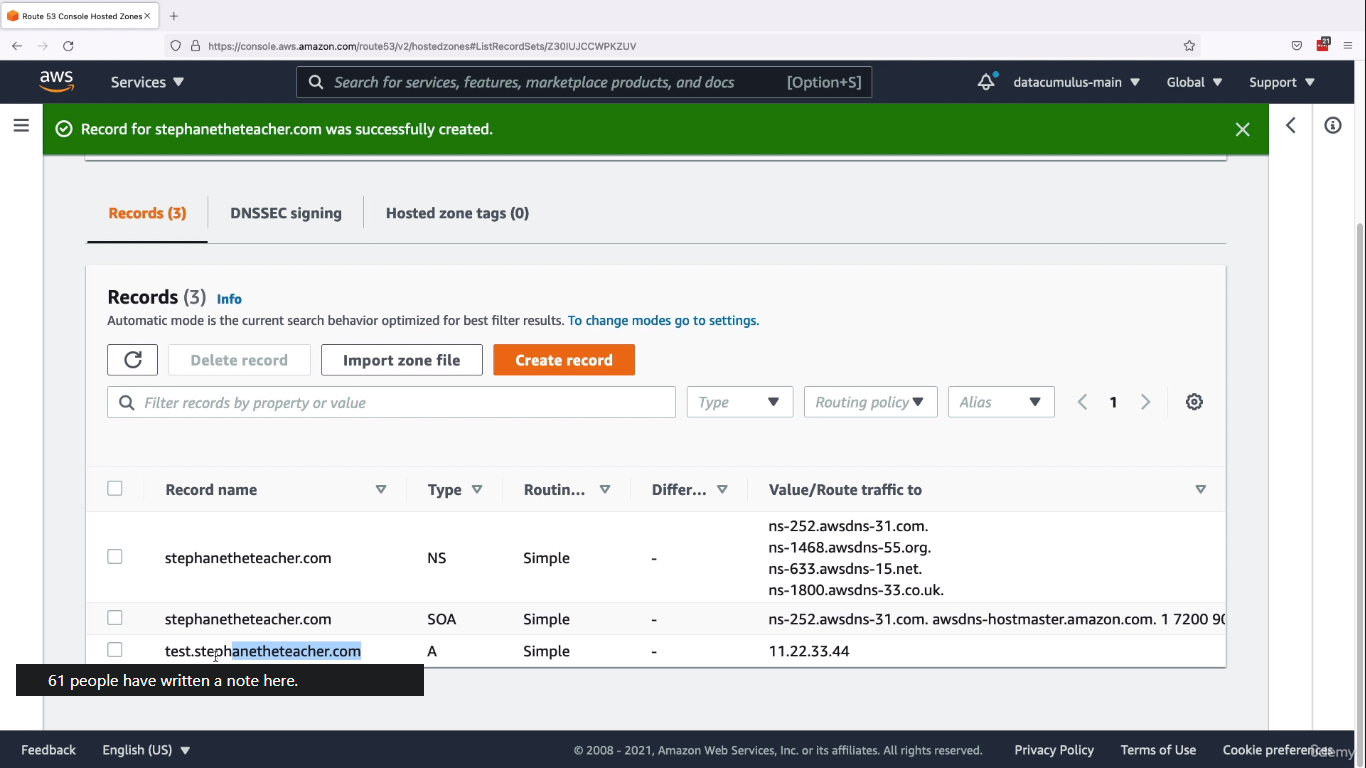 Route 53 Console Hosted Zones
https://console.aws.amazon.com/route53/v2/hostedzones#ListRecordSets/Z30IUJCCWPKZUV
21
aws
Services
Search for services, features, marketplace products, and docs [Option+S]
datacumulus-main
Global
Support
Record for stephanetheteacher.com was successfully created.
Records (3)
DNSSEC signing
Hosted zone tags (0)
Records (3) Info
Automatic mode is the current search behavior optimized for best filter results. To change modes go to settings.
Delete record
Import zone file
Create record
Filter records by property or value
Type
Routing policy
Alias
1
Record name Type Routin... Differ... Value/Route traffic to
stephanetheteacher.com NS Simple -
ns-252.awsdns-31.com.
ns-1468.awsdns-55.org.
ns-633.awsdns-15.net.
ns-1800.awsdns-33.co.uk.
stephanetheteacher.com SOA Simple - ns-252.awsdns-31.com. awsdns-hostmaster.amazon.com. 1 7200 90
test.stephanetheteacher.com A Simple - 11.22.33.44
61 people have written a note here.
Feedback
English (US)
© 2008 - 2021, Amazon Web Services, Inc. or its affiliates. All rights reserved.
Privacy Policy
Terms of Use
Cookie preferences
Udemy